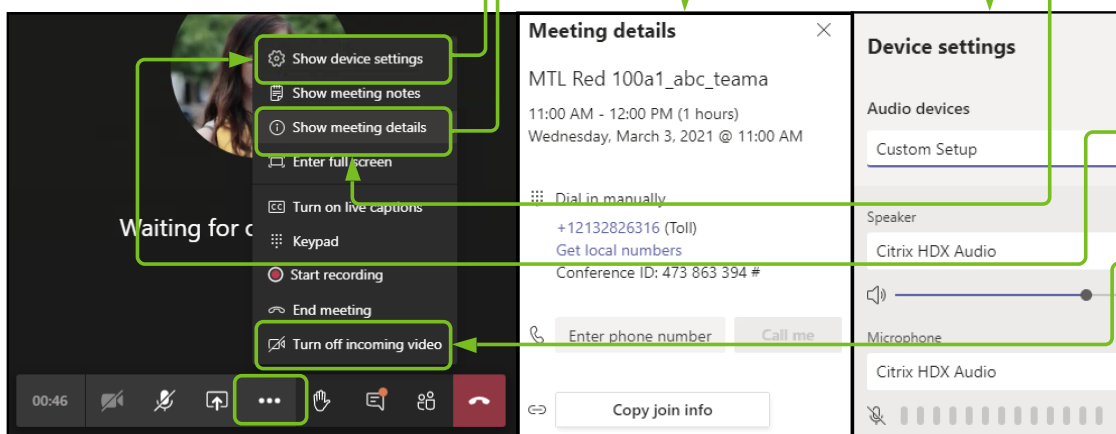 Show device settings
Show meeting notes
Show meeting details
Enter full screen
CC Turn on live captions
Keypad
Start recording
End meeting
Turn off incoming video
Waiting for
00:46
Meeting details
MTL Red 100a1_abc_teama
11:00 AM - 12:00 PM (1 hours)
Wednesday, March 3, 2021 @ 11:00 AM
Dial in manually
+12132826316 (Toll)
Get local numbers
Conference ID: 473 863 394 #
Enter phone number
Call me
Copy join info
Device settings
Audio devices
Custom Setup
Speaker
Citrix HDX Audio
Microphone
Citrix HDX Audio